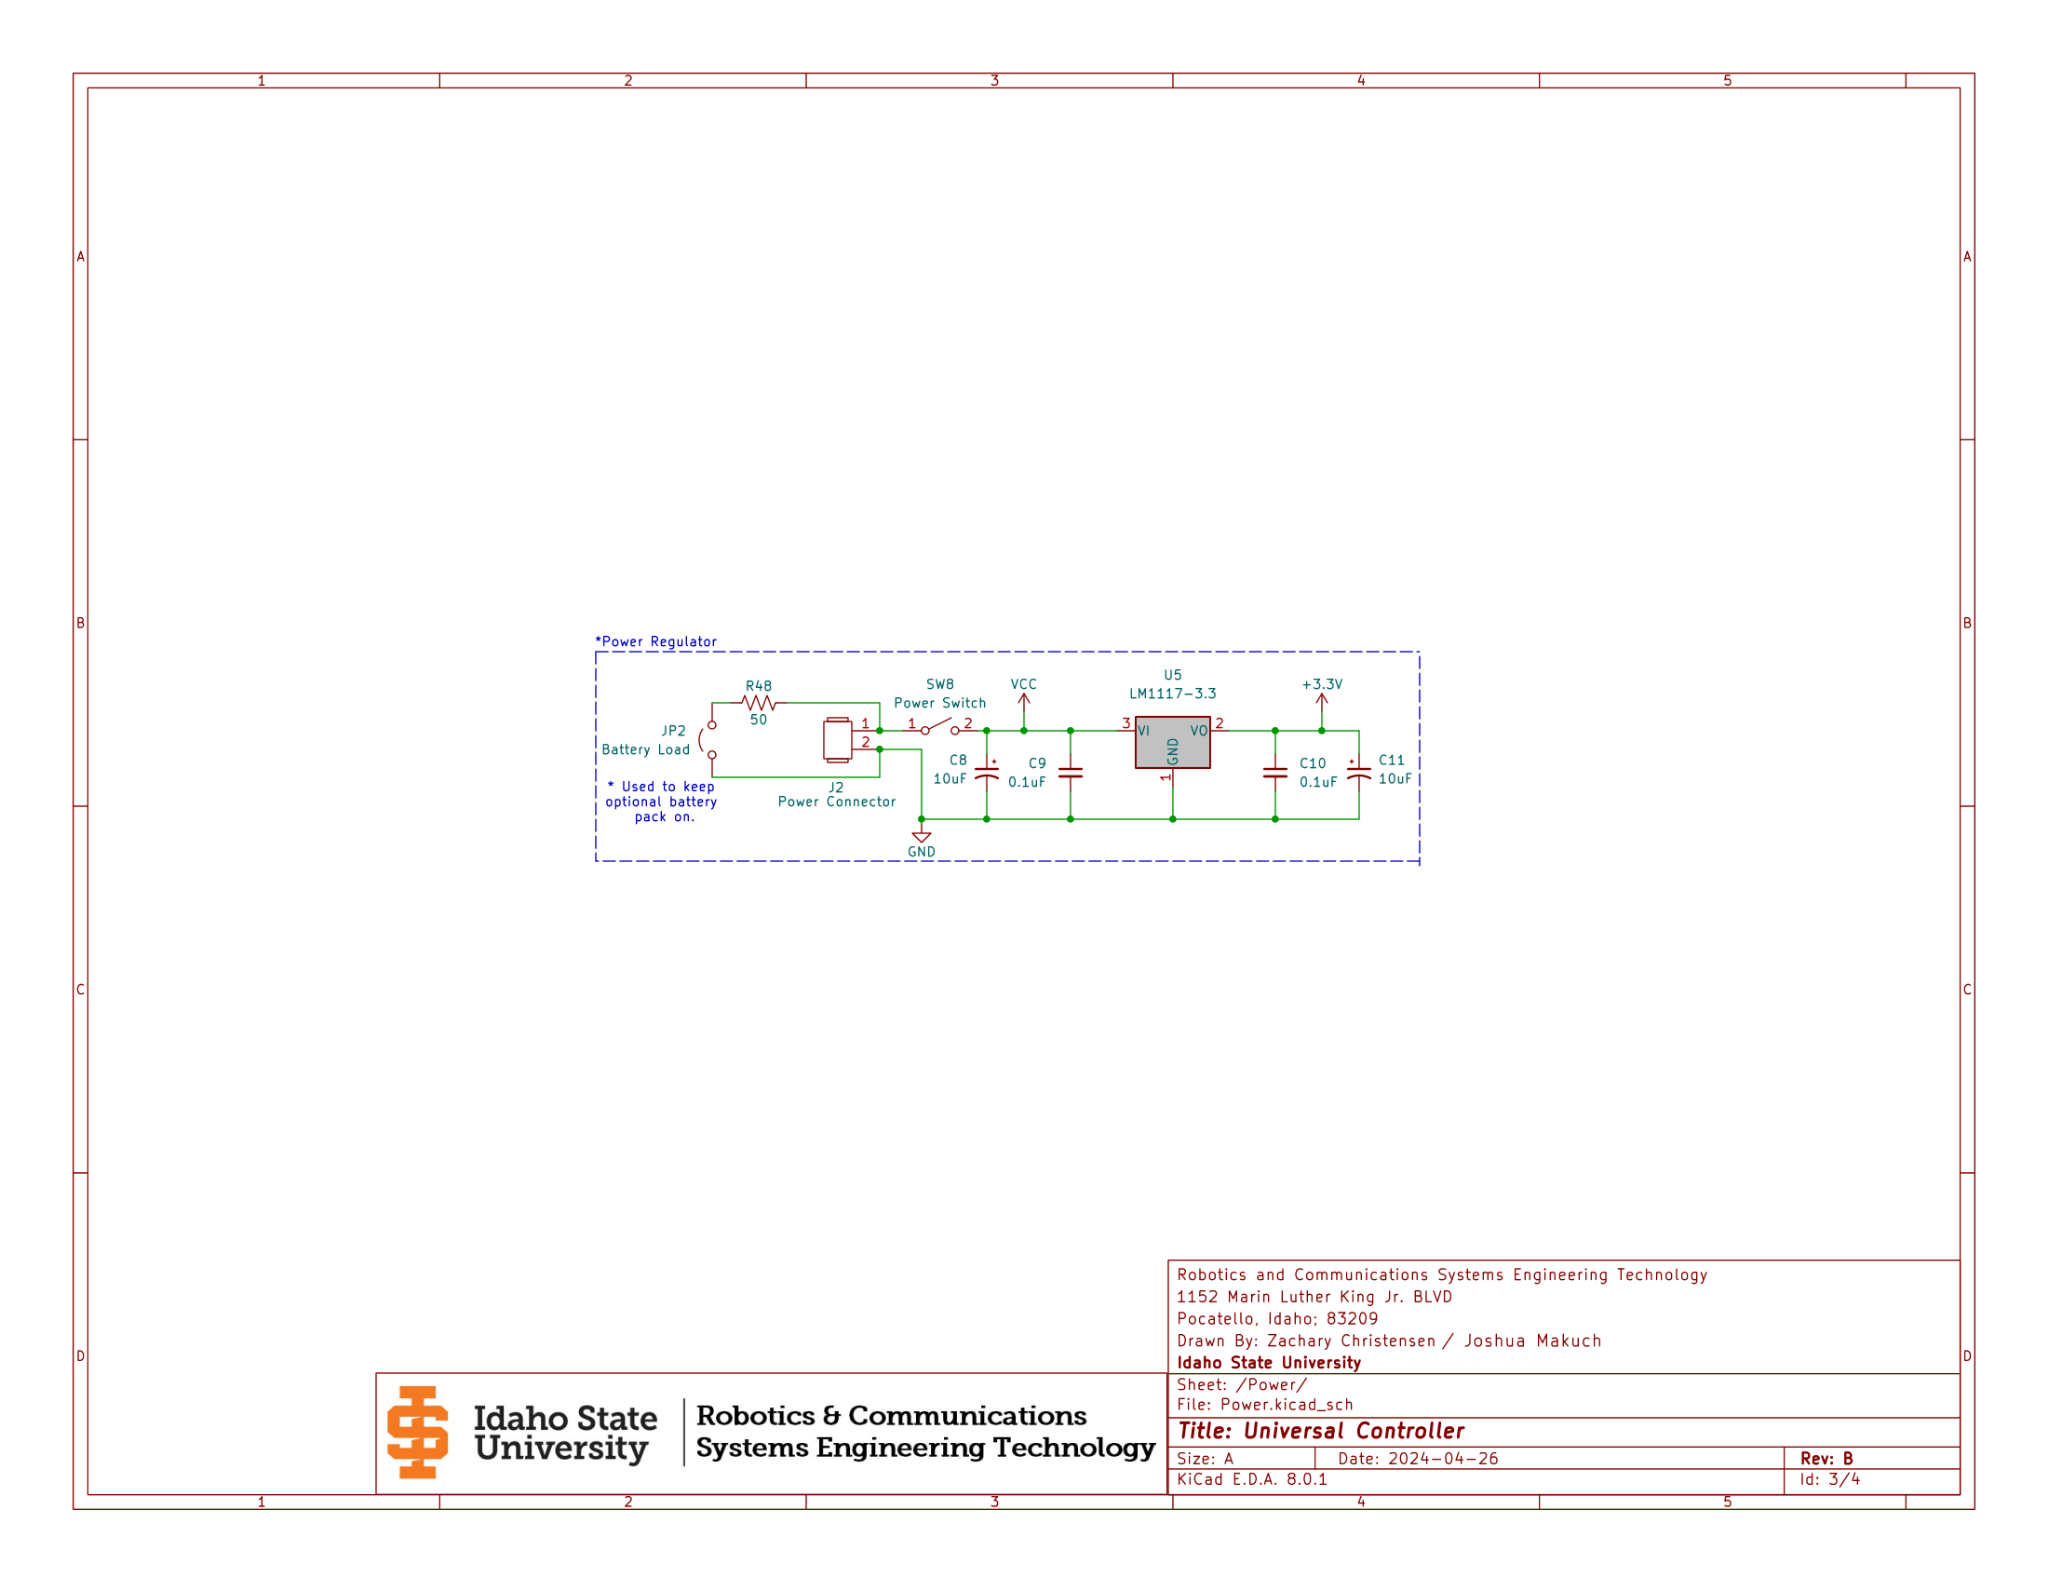 1 2 3 4 5
A A
B B
C C
D D
*Power Regulator
R48
50
JP2
Battery Load
* Used to keep
optional battery
pack on.
1
2
J2
Power Connector
SW8
Power Switch
1 2
VCC
C8
10uF
C9
0.1uF
GND
U5
LM1117-3.3
3 VI VO 2
GND
1
+3.3V
C10
0.1uF
C11
10uF
Robotics and Communications Systems Engineering Technology
1152 Marin Luther King Jr. BLVD
Pocatello, Idaho; 83209
Drawn By: Zachary Christensen / Joshua Makuch
Idaho State University
Sheet: /Power/
File: Power.kicad_sch
Title: Universal Controller
Size: A Date: 2024-04-26 Rev: B
KiCad E.D.A. 8.0.1 Id: 3/4
Idaho State
University
Robotics & Communications
Systems Engineering Technology
1 2 3 4 5